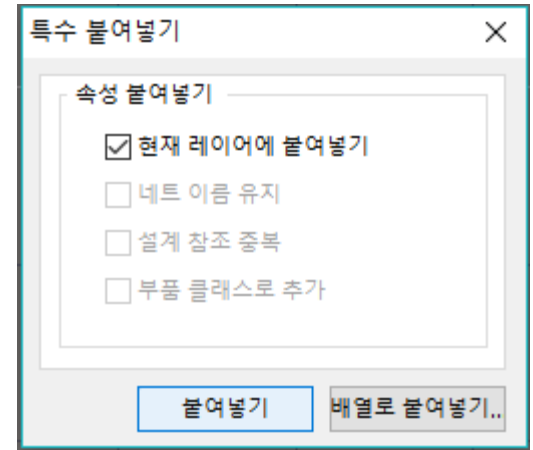 특수 붙여넣기
속성 붙여넣기
현재 레이어에 붙여넣기
네트 이름 유지
설계 참조 중복
부품 클래스로 추가
붙여넣기
배열로 붙여넣기..